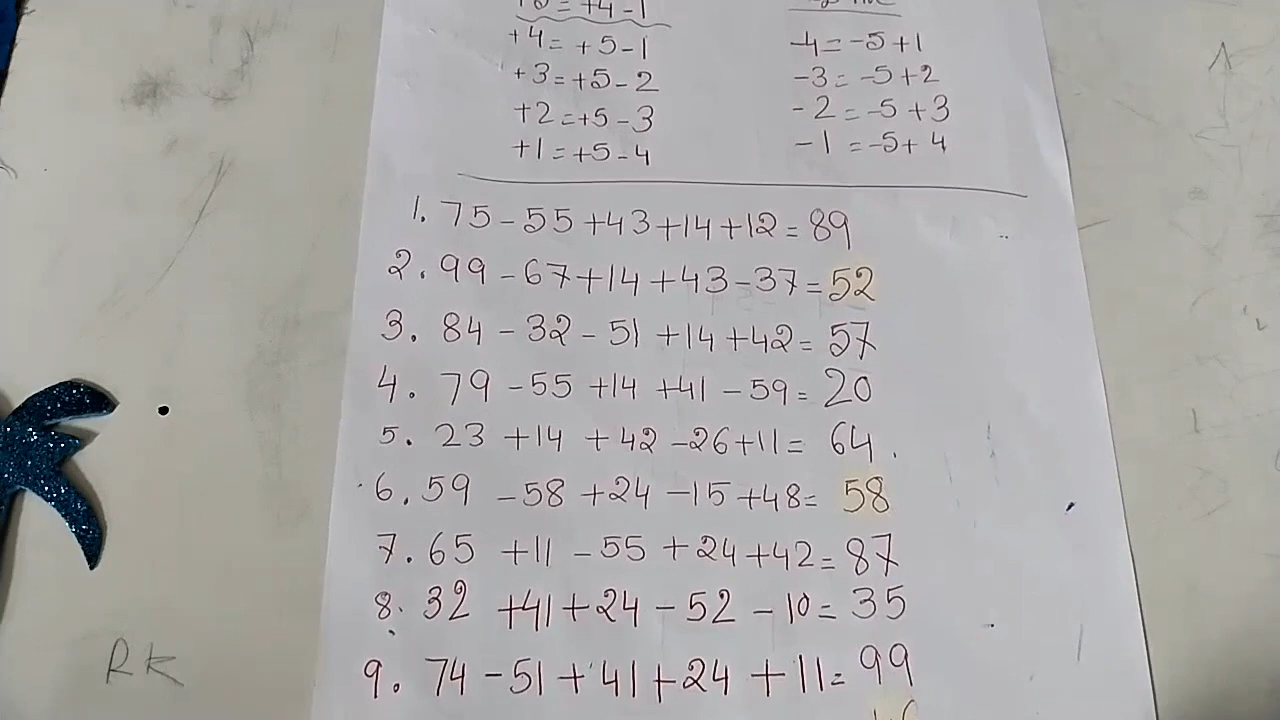 +4 = +5 - 1
-4 = -5 + 1
+3 = +5 - 2
-3 = -5 + 2
+2 = +5 - 3
-2 = -5 + 3
+1 = +5 - 4
-1 = -5 + 4
1. 75 - 55 + 43 + 14 + 12 = 89
2. 99 - 67 + 14 + 43 - 37 = 52
3. 84 - 32 - 51 + 14 + 42 = 57
4. 79 - 55 + 14 + 41 - 59 = 20
5. 23 + 14 + 42 - 26 + 11 = 64.
6. 59 - 58 + 24 - 15 + 48 = 58
7. 65 + 11 - 55 + 24 + 42 = 87
8. 32 + 41 + 24 - 52 - 10 = 35
9. 74 - 51 + 41 + 24 + 11 = 99
RK